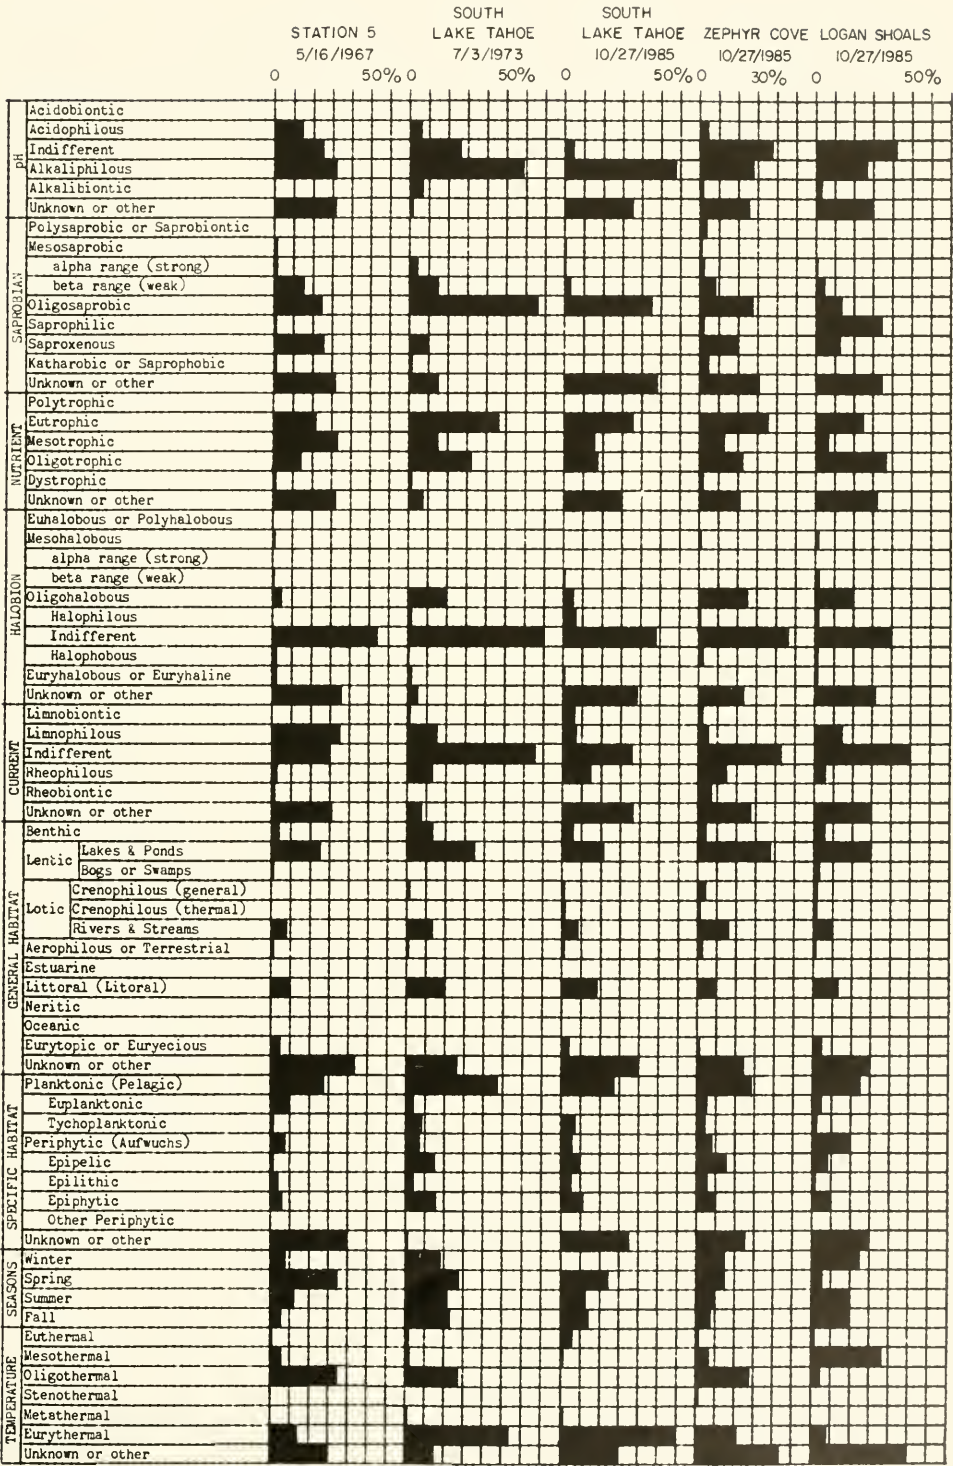 STATION 5
5/16/1967
SOUTH
LAKE TAHOE
7/3/1973
SOUTH
LAKE TAHOE
10/27/1985
ZEPHYR COVE
10/27/1985
LOGAN SHOALS
10/27/1985
0 50% 0 50% 0 50% 0 30% 0 50%
pH
Acidobiontic
Acidophilous
Indifferent
Alkaliphilous
Alkalibiontic
Unknown or other
SAPROBIAN
Polysaprobic or Saprobiontic
Mesosaprobic
alpha range (strong)
beta range (weak)
Oligosaprobic
Saprophilic
Saproxenous
Katharobic or Saprophobic
Unknown or other
NUTRIENT
Polytrophic
Eutrophic
Mesotrophic
Oligotrophic
Dystrophic
Unknown or other
HALOBION
Euhalobous or Polyhalobous
Mesohalobous
alpha range (strong)
beta range (weak)
Oligohalobous
Halophilous
Indifferent
Halophobous
Euryhalobous or Euryhaline
Unknown or other
CURRENT
Limnobiontic
Limnophilous
Indifferent
Rheophilous
Rheobiontic
Unknown or other
GENERAL HABITAT
Benthic
Lentic
Lakes & Ponds
Bogs or Swamps
Lotic
Crenophilous (general)
Crenophilous (thermal)
Rivers & Streams
Aerophilous or Terrestrial
Estuarine
Littoral (Litoral)
Neritic
Oceanic
Eurytopic or Euryecious
Unknown or other
SPECIFIC HABITAT
Planktonic (Pelagic)
Euplanktonic
Tychoplanktonic
Periphytic (Aufwuchs)
Epipelic
Epilithic
Epiphytic
Other Periphytic
Unknown or other
SEASONS
Winter
Spring
Summer
Fall
TEMPERATURE
Euthermal
Mesothermal
Oligothermal
Stenothermal
Metathermal
Eurythermal
Unknown or other